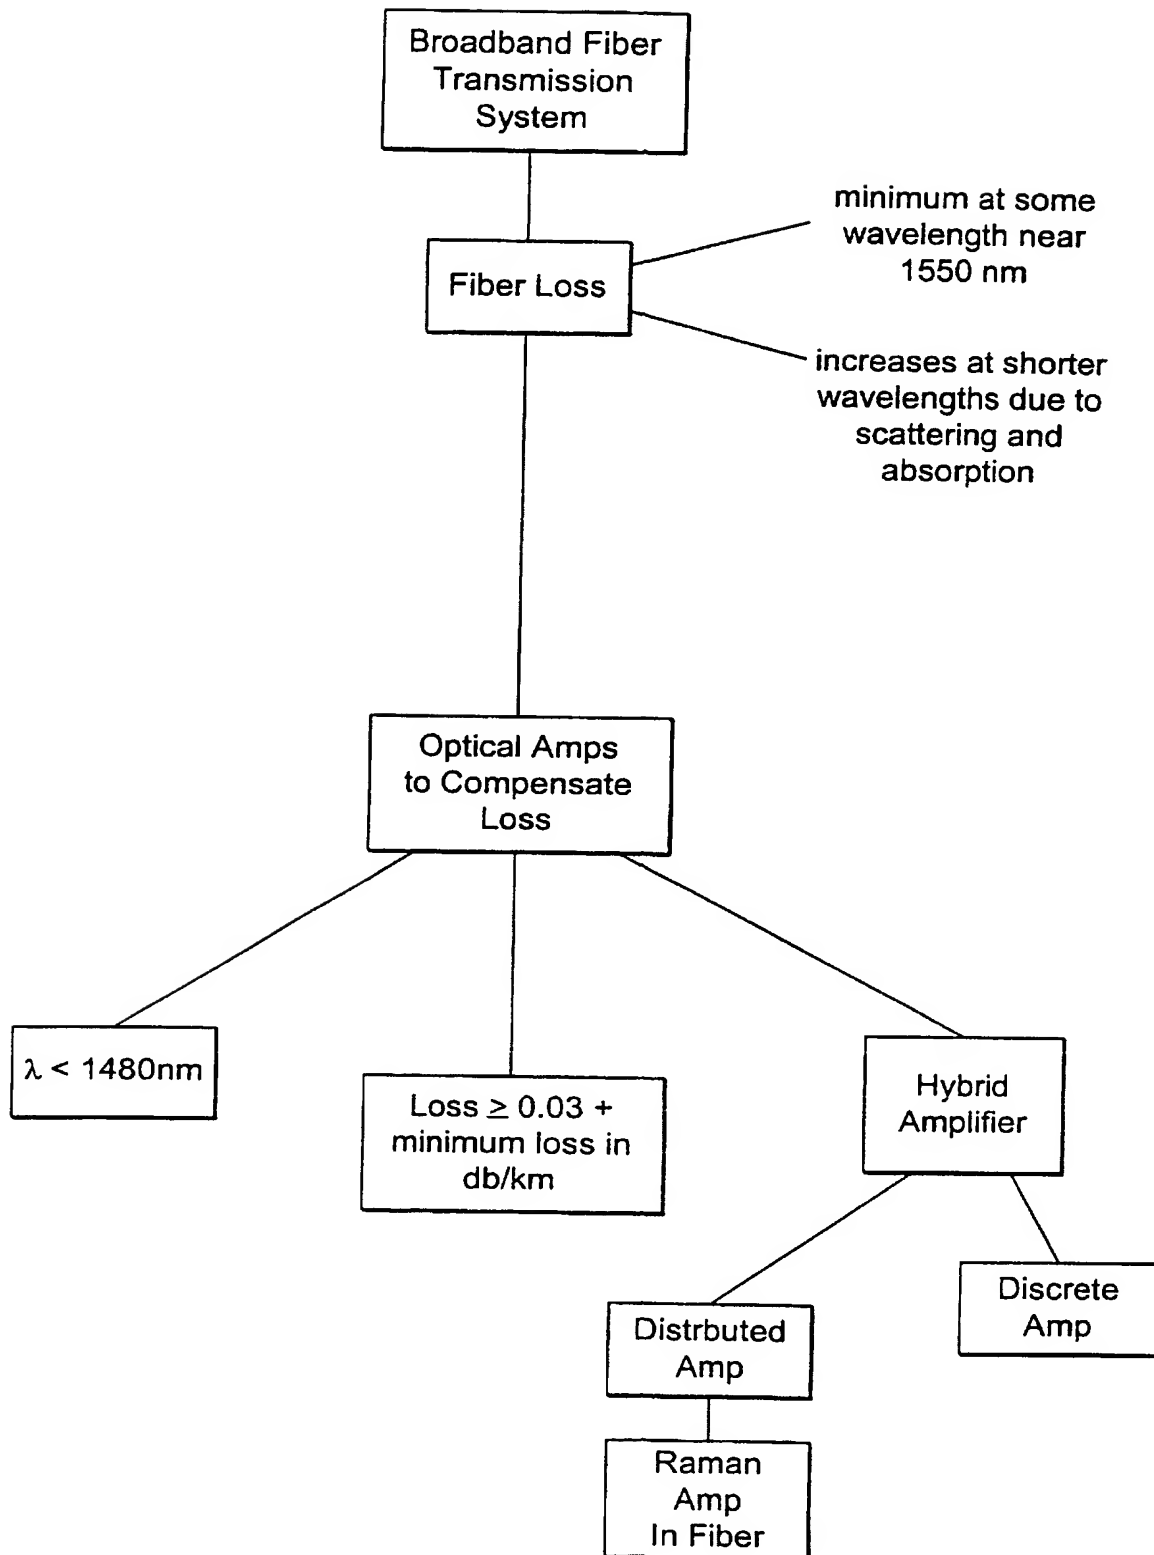 Broadband Fiber
Transmission
System
minimum at some
wavelength near
1550 nm
Fiber Loss
increases at shorter
wavelengths due to
scattering and
absorption
Optical Amps
to Compensate
Loss
λ < 1480nm
Loss ≥ 0.03 +
minimum loss in
db/km
Hybrid
Amplifier
Distrbuted
Amp
Discrete
Amp
Raman
Amp
In Fiber